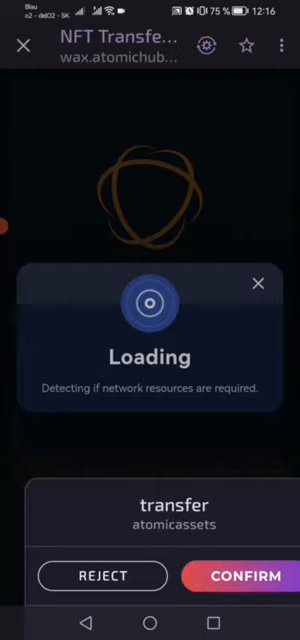 Blau
o2 - de|O2 - SK
75 %
12:16
NFT Transfe...
wax.atomichub...
Loading
Detecting if network resources are required.
transfer
atomicassets
REJECT
CONFIRM